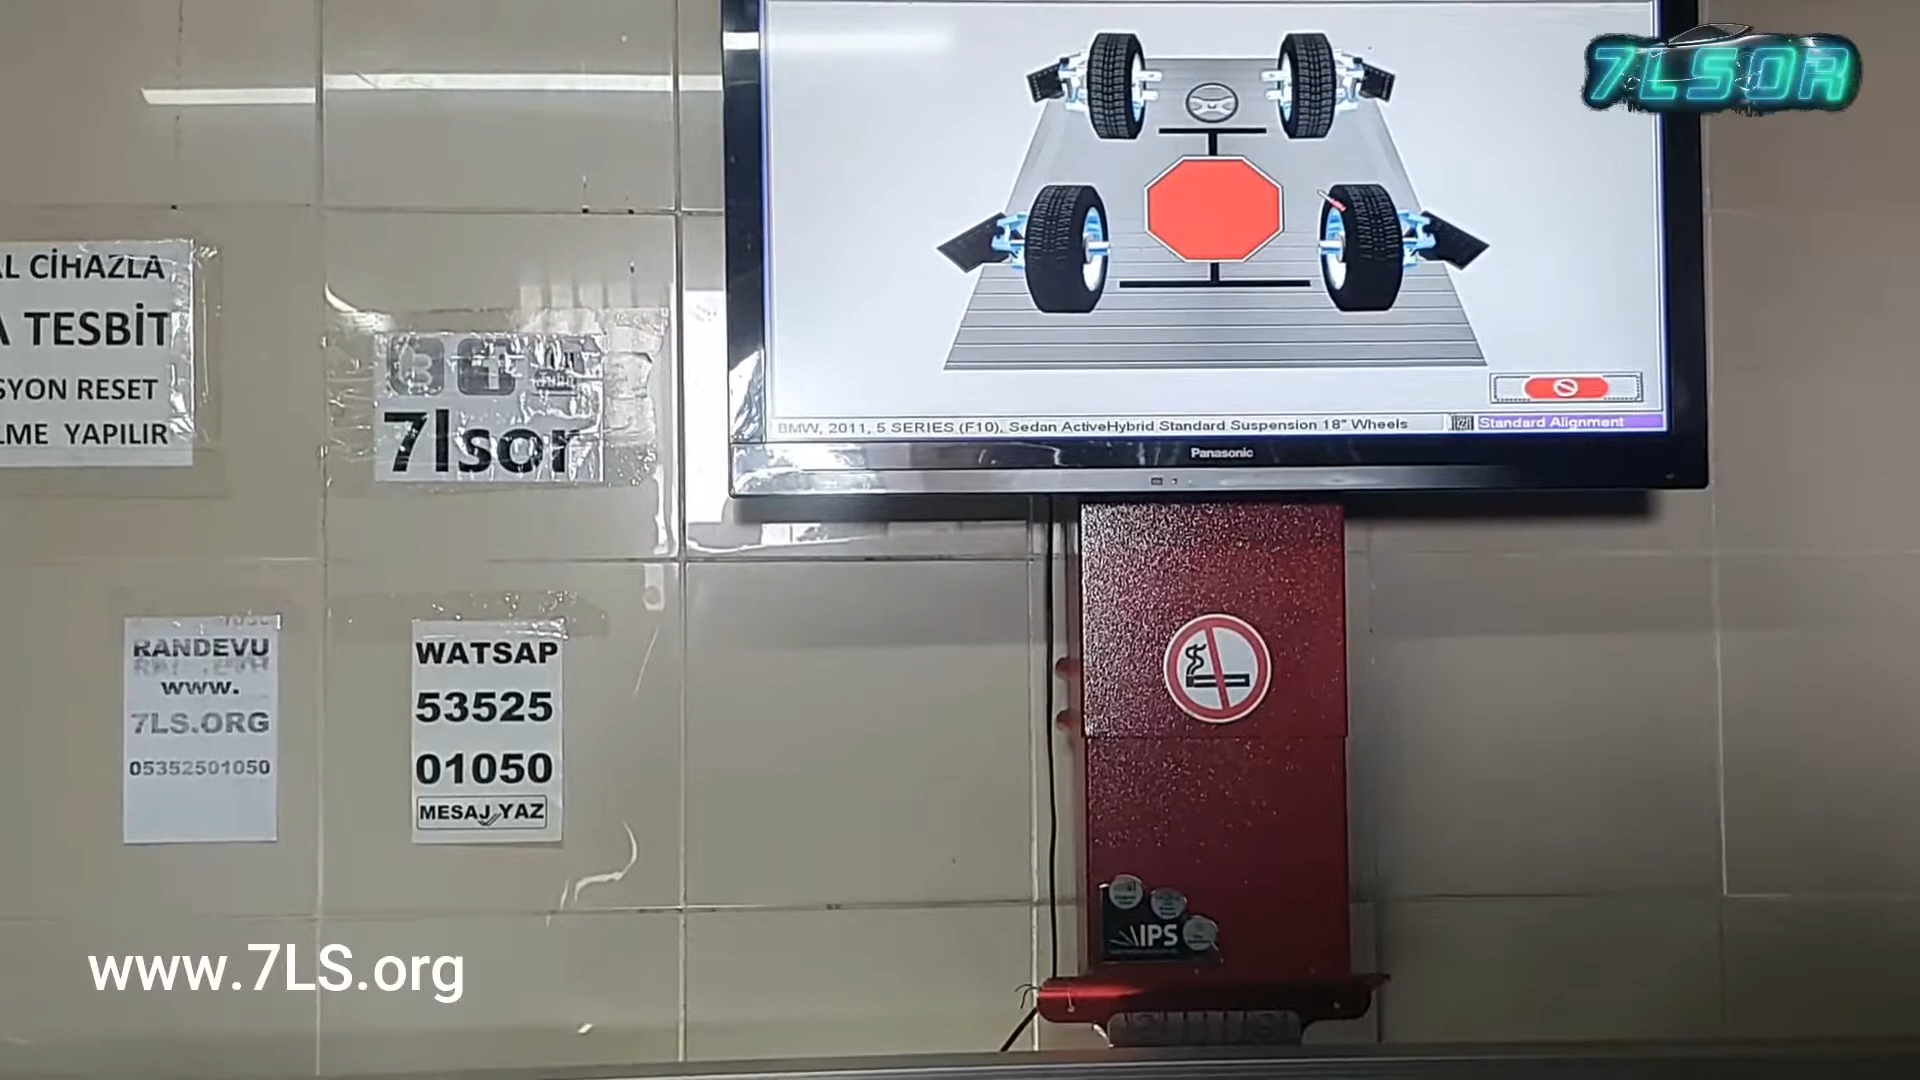 7LSOR
BMW, 2011, 5 SERIES (F10), Sedan ActiveHybrid Standard Suspension 18" Wheels
Standard Alignment
Panasonic
AL CİHAZLA
A TESBİT
SYON RESET
LME YAPILIR
7lsor
RANDEVU
www.
7LS.ORG
05352501050
WATSAP
53525
01050
MESAJ YAZ
IPS
www.7LS.org